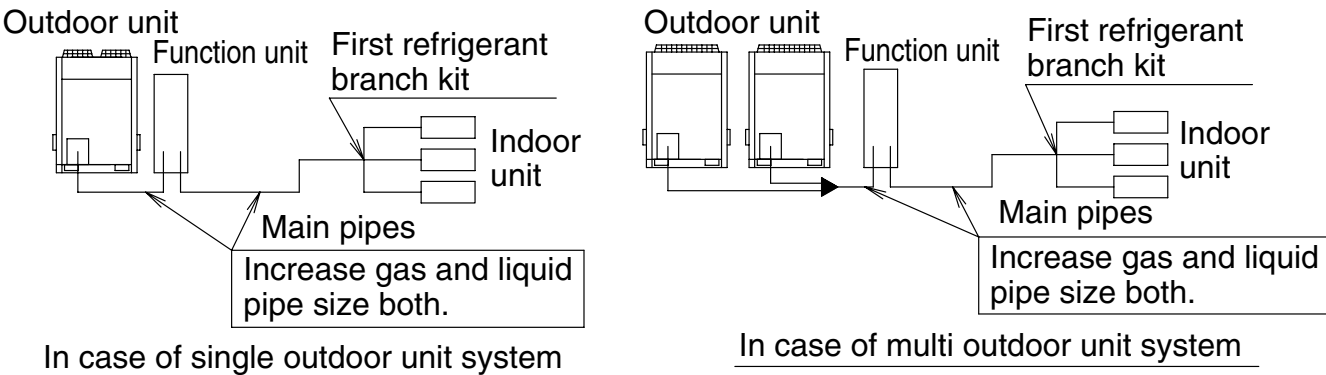 Outdoor unit
Function unit
First refrigerant
branch kit
Indoor
unit
Main pipes
Increase gas and liquid
pipe size both.
In case of single outdoor unit system
Outdoor unit
Function unit
First refrigerant
branch kit
Indoor
unit
Main pipes
Increase gas and liquid
pipe size both.
In case of multi outdoor unit system